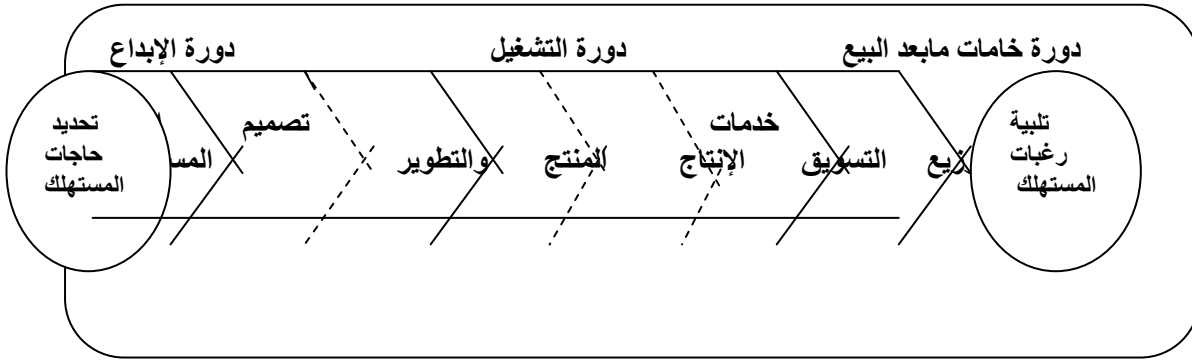 دورة الإبداع
دورة التشغيل
دورة خامات مابعد البيع
تحديد
حاجات
المستهلك
تصميم
والتطوير
المنتج
خدمات
الإنتاج
التسويق
تلبية
رغبات
المستهلك